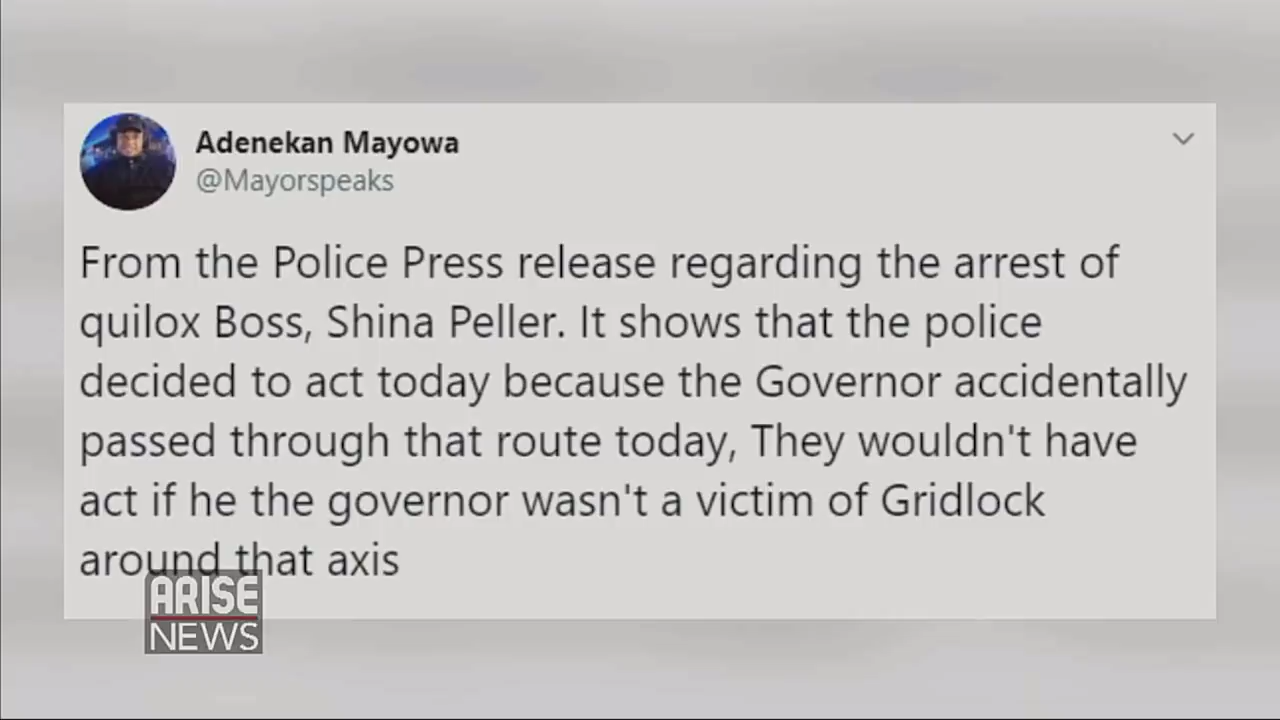 Adenekan Mayowa
@Mayorspeaks
From the Police Press release regarding the arrest of
quilox Boss, Shina Peller. It shows that the police
decided to act today because the Governor accidentally
passed through that route today, They wouldn't have
act if he the governor wasn't a victim of Gridlock
around that axis
ARISE
NEWS